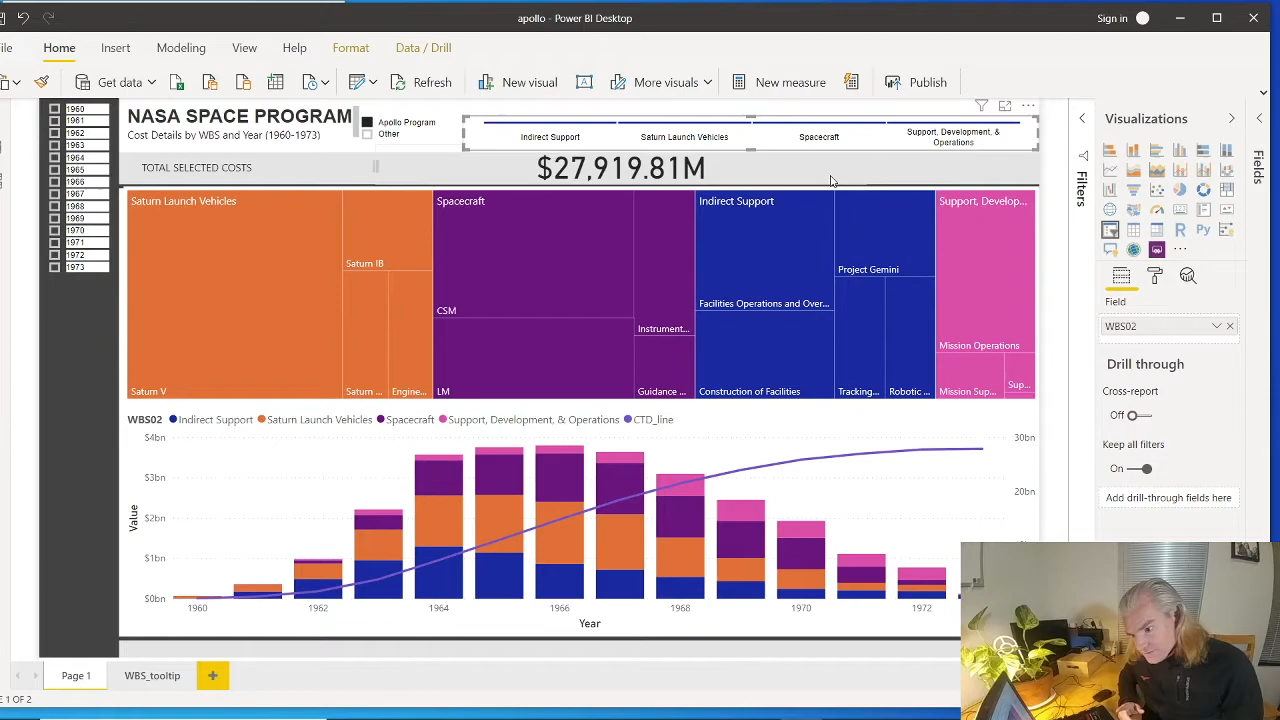 apollo - Power BI Desktop
Sign in
Home
Insert
Modeling
View
Help
Format
Data / Drill
Get data
Refresh
New visual
More visuals
New measure
Publish
1960
1961
1962
1963
1964
1965
1966
1967
1968
1969
1970
1971
1972
1973
NASA SPACE PROGRAM
Cost Details by WBS and Year (1960-1973)
Apollo Program
Other
Indirect Support
Saturn Launch Vehicles
Spacecraft
Support, Development, &
Operations
TOTAL SELECTED COSTS
$27,919.81M
Saturn Launch Vehicles
Saturn V
Saturn IB
Saturn ...
Engine...
Spacecraft
CSM
LM
Instrument...
Guidance ...
Indirect Support
Facilities Operations and Over...
Construction of Facilities
Project Gemini
Tracking,...
Robotic ...
Support, Develop...
Mission Operations
Mission Sup...
Sup...
WBS02
Indirect Support
Saturn Launch Vehicles
Spacecraft
Support, Development, & Operations
CTD_line
$4bn
$3bn
$2bn
$1bn
$0bn
Value
30bn
20bn
1960
1962
1964
1966
1968
1970
1972
Year
Filters
Visualizations
Fields
R
Py
Field
WBS02
Drill through
Cross-report
Off
Keep all filters
On
Add drill-through fields here
Page 1
WBS_tooltip
1 OF 2